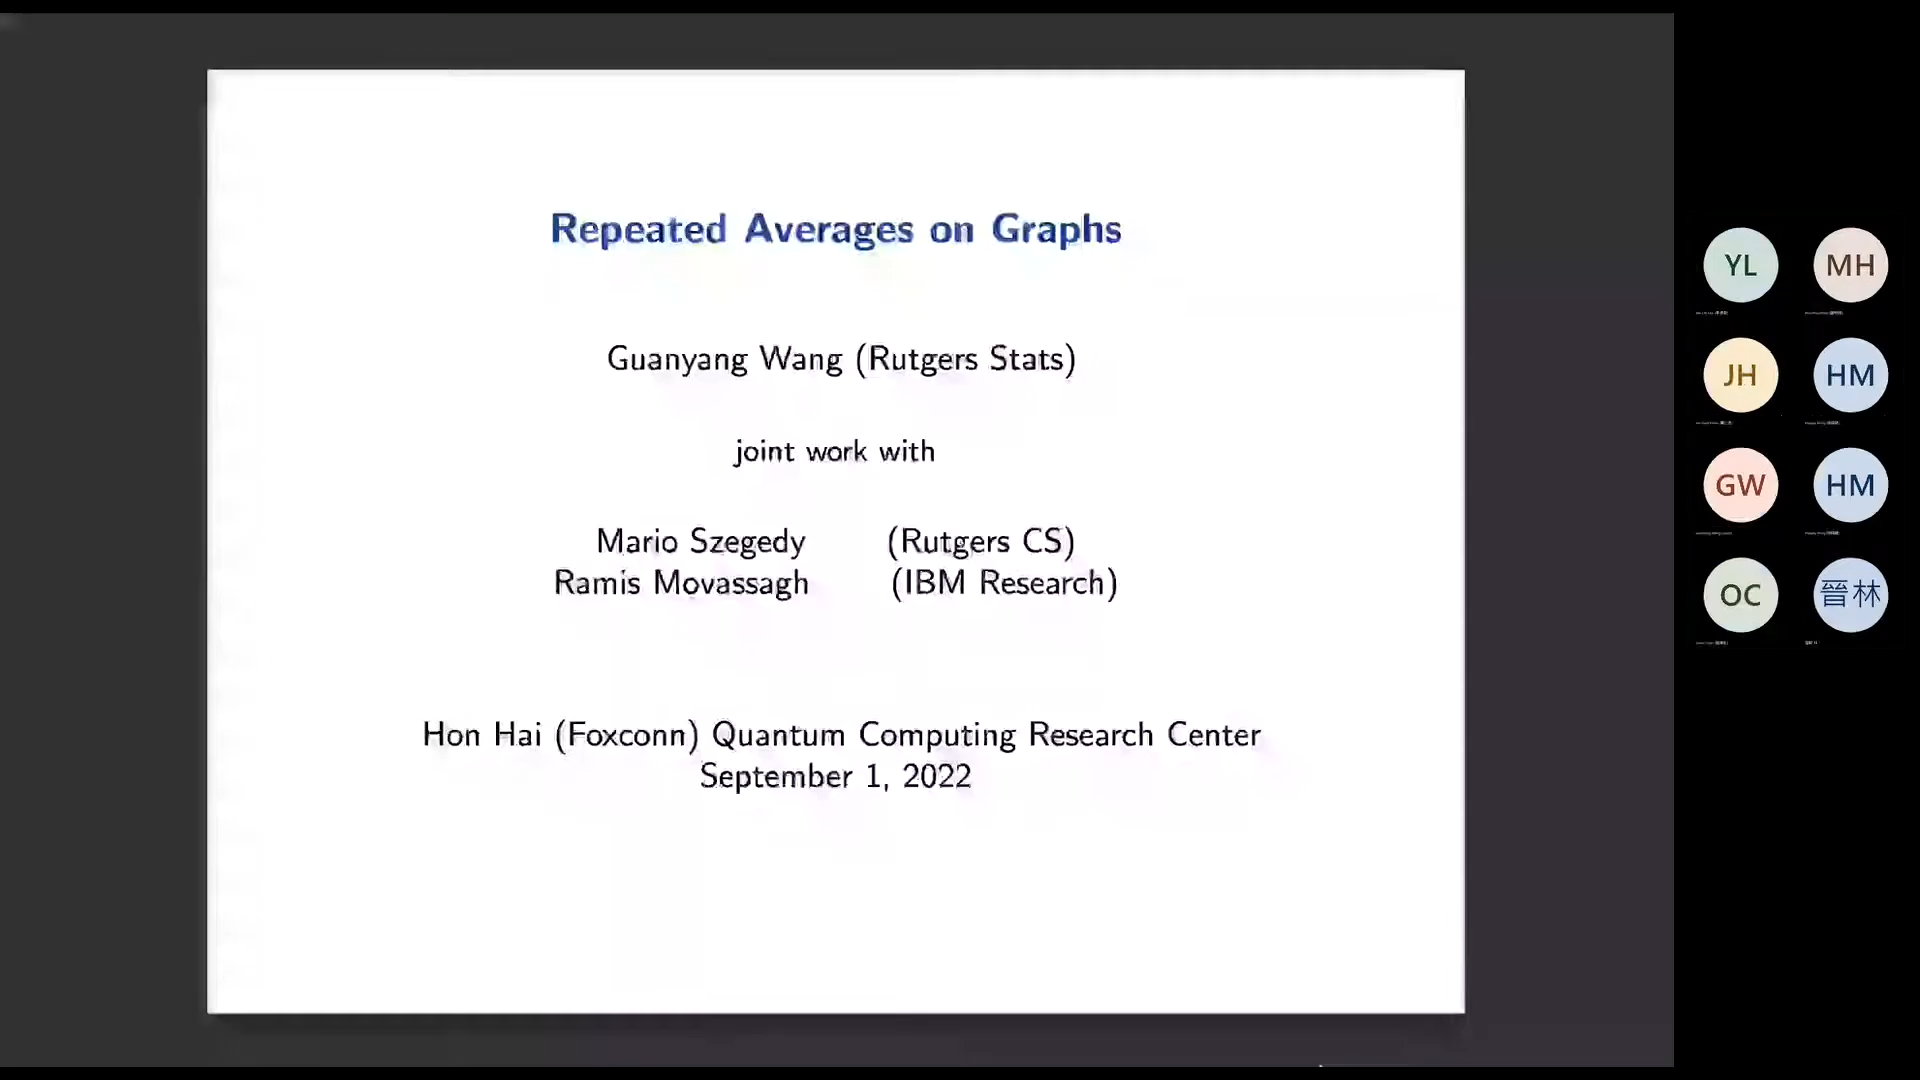 Repeated Averages on Graphs
Guanyang Wang (Rutgers Stats)
joint work with
Mario Szegedy (Rutgers CS)
Ramis Movassagh (IBM Research)
Hon Hai (Foxconn) Quantum Computing Research Center
September 1, 2022
YL MH
JH HM
GW HM
OC 晉林